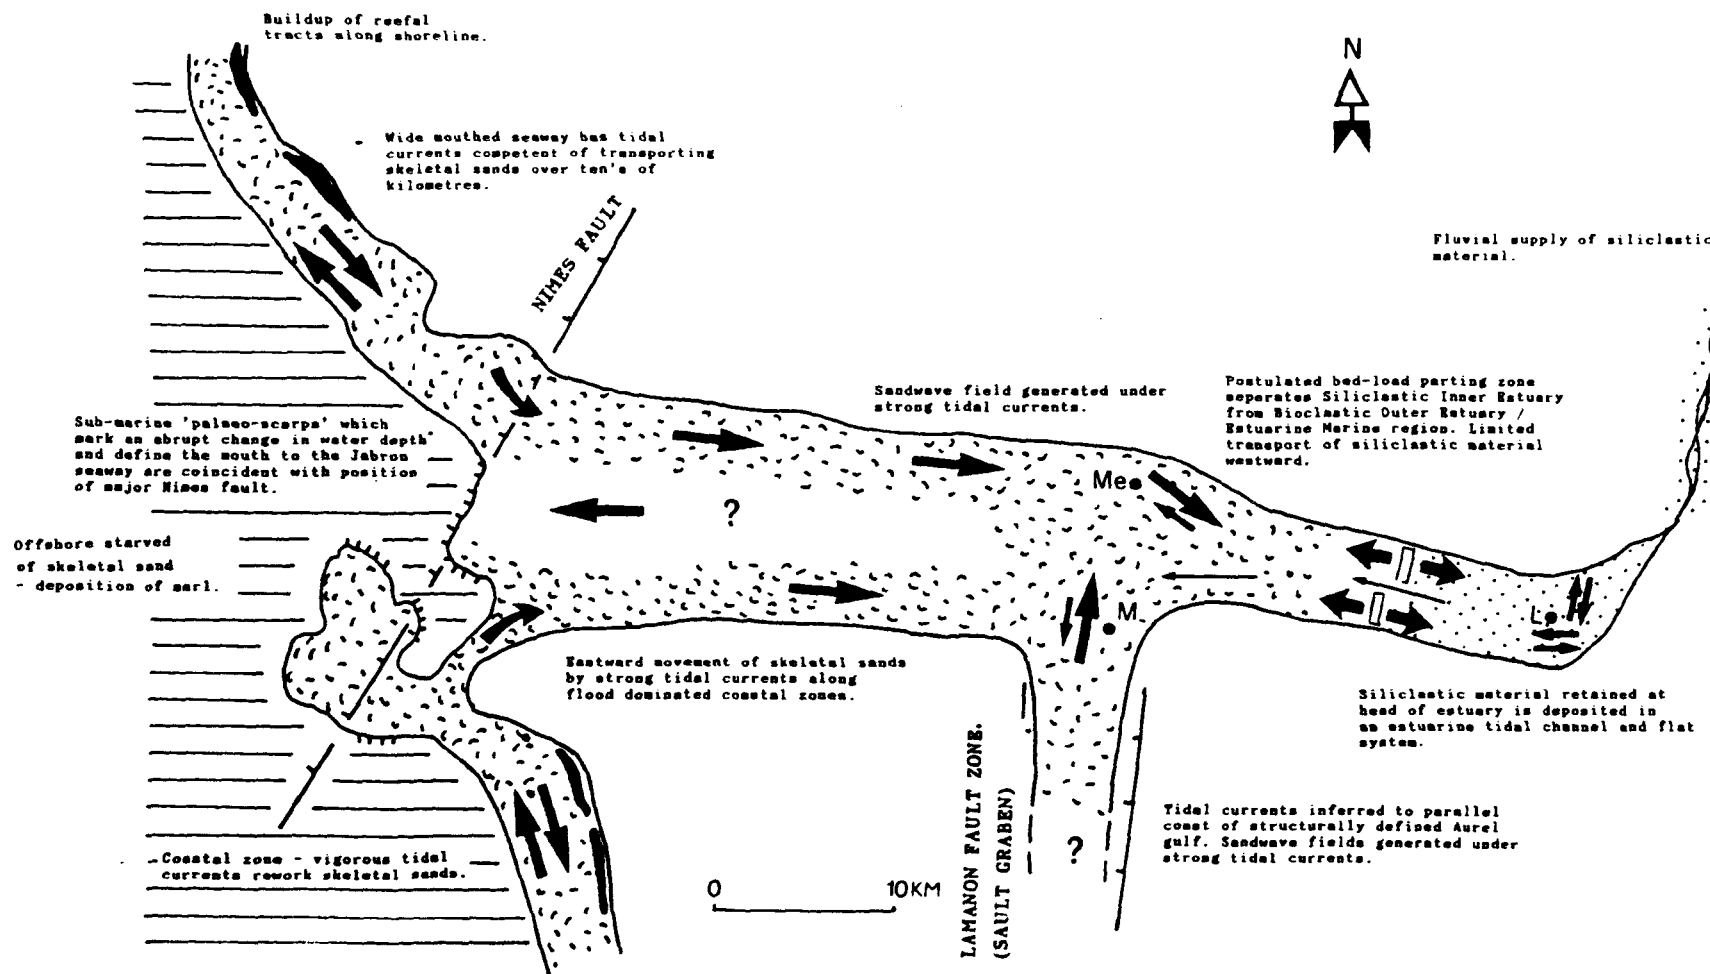 Buildup of reefal
tracts along shoreline.
N
Wide mouthed seaway has tidal
currents competent of transporting
skeletal sands over ten's of
kilometres.
NIMES FAULT
Fluvial supply of siliclastic
material.
Sandwave field generated under
strong tidal currents.
Postulated bed-load parting zone
seperates Siliclastic Inner Estuary
from Bioclastic Outer Estuary /
Estuarine Marine region. Limited
transport of siliclastic material
westward.
Sub-marine 'palaeo-scarps' which
mark an abrupt change in water depth
and define the mouth to the Jabron
seaway are coincident with position
of major Nimes fault.
Me
?
Offshore starved
of skeletal sand
- deposition of marl.
M
L
Eastward movement of skeletal sands
by strong tidal currents along
flood dominated coastal zones.
Siliclastic material retained at
head of estuary is deposited in
an estuarine tidal channel and flat
system.
LAMANON FAULT ZONE.
(SAULT GRABEN)
Tidal currents inferred to parallel
coast of structurally defined Aurel
gulf. Sandwave fields generated under
strong tidal currents.
?
Coastal zone - vigorous tidal
currents rework skeletal sands.
0 10KM